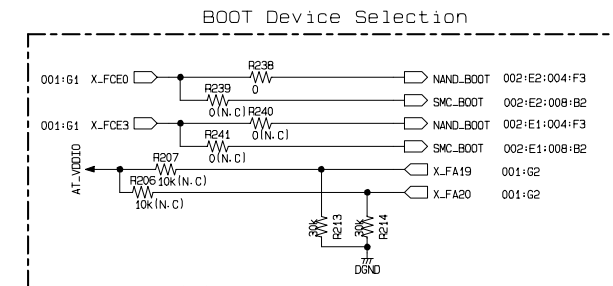 BOOT Device Selection
R238
001:G1 X_FCE0 NAND_BOOT 002:E2:004:F3
0
R239
SMC_BOOT 002:E2:008:B2
0(N.C)
R240
001:G1 X_FCE3 NAND_BOOT 002:E1:004:F3
0(N.C)
R241
SMC_BOOT 002:E1:008:B2
0(N.C)
R207
X_FA19 001:G2
10k(N.C)
AT_VDDIO
R206
X_FA20 001:G2
10k(N.C)
30k R213
30k R214
DGND